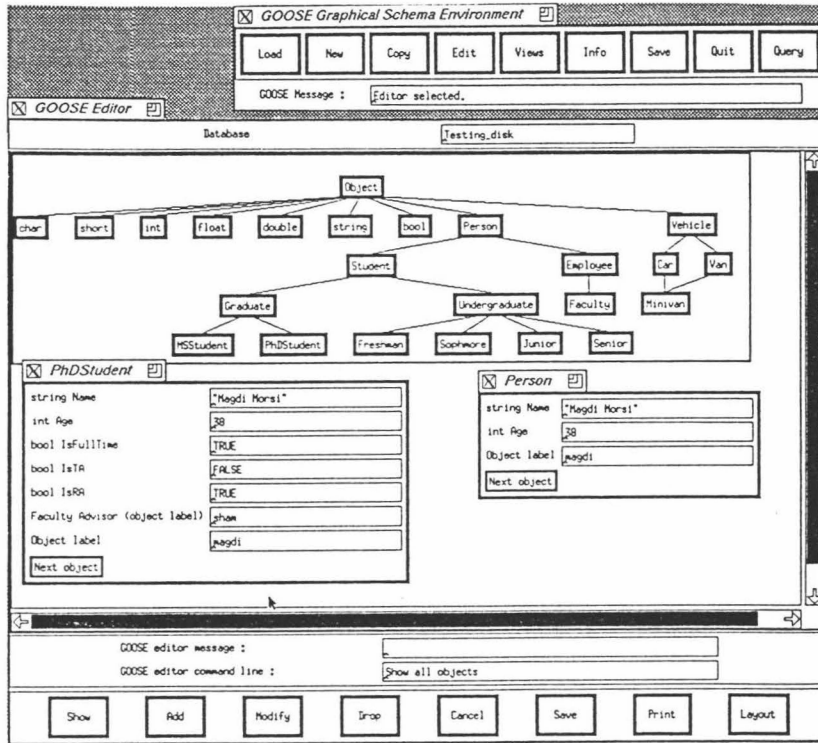 GOOSE Graphical Schema Environment
Load New Copy Edit Views Info Save Quit Query
GOOSE Message : Editor selected.
GOOSE Editor
Database Testing_disk
Object
char short int float double string bool Person Vehicle
Student Employee Car Van
Graduate Undergraduate Faculty Minivan
MSStudent PhDStudent Freshman Sophmore Junior Senior
PhDStudent
string Name "Magdi Morsi"
int Age 38
bool IsFullTime TRUE
bool IsTA FALSE
bool IsRA TRUE
Faculty Advisor (object label) sham
Object label magdi
Next object
Person
string Name "Magdi Morsi"
int Age 38
Object label magdi
Next object
GOOSE editor message :
GOOSE editor command line : Show all objects
Show Add Modify Drop Cancel Save Print Layout